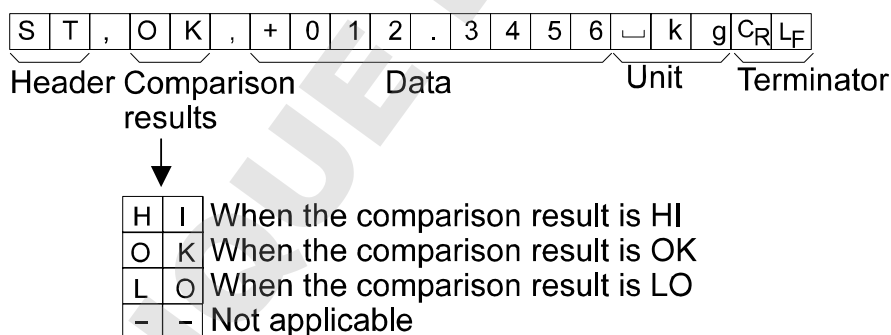 S T , O K , + 0 1 2 . 3 4 5 6 ⎵ k g CR LF
Header Comparison results Data Unit Terminator
H I When the comparison result is HI
O K When the comparison result is OK
L O When the comparison result is LO
– – Not applicable